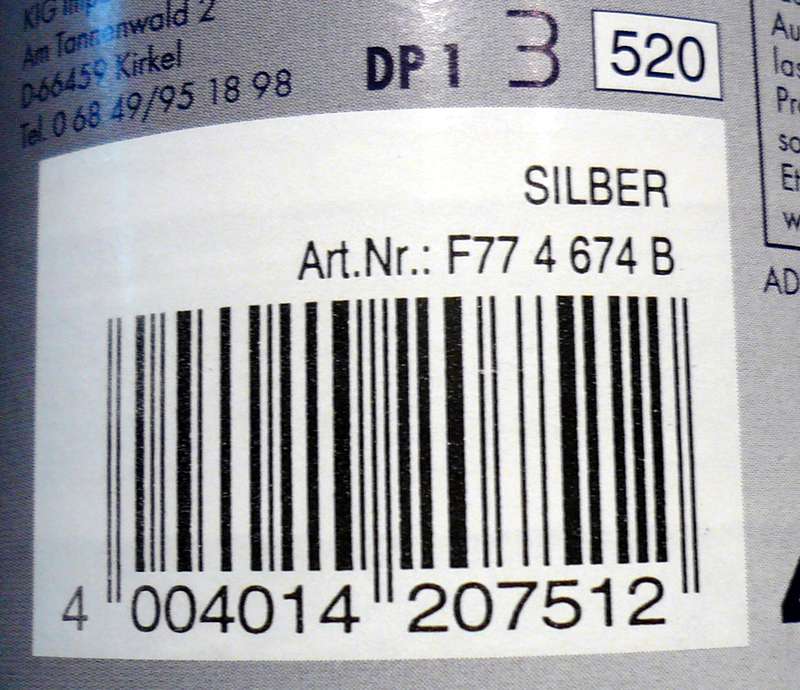 KIG
Am Tannenwald 2
D-66459 Kirkel
Tel. 0 68 49/95 18 98
DP 1 3 520
SILBER
Art.Nr.: F77 4 674 B
4 004014 207512